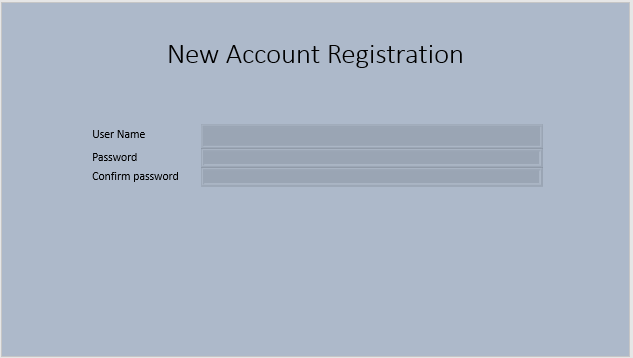 New Account Registration
User Name
Password
Confirm password